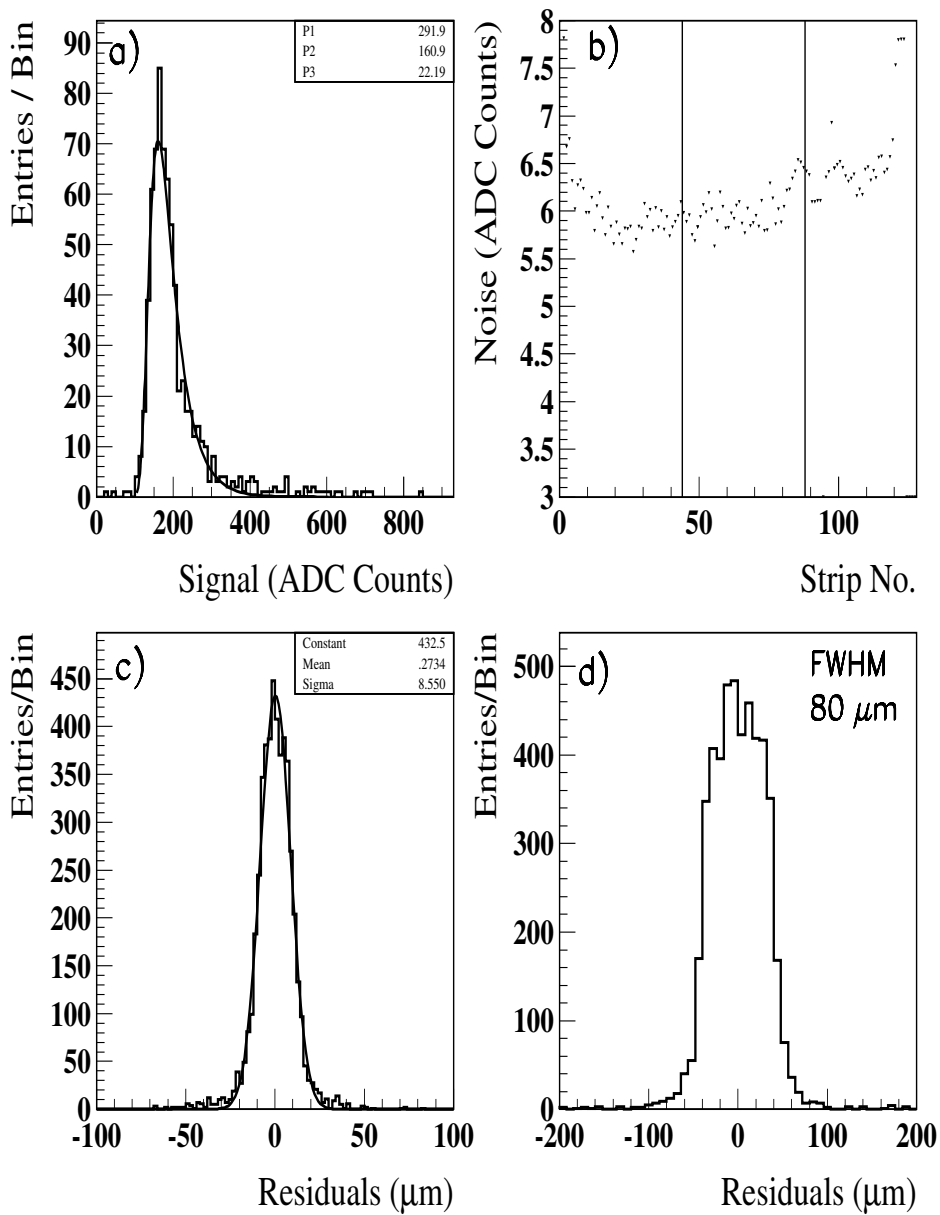 a)
P1 291.9
P2 160.9
P3 22.19
Entries / Bin
90
80
70
60
50
40
30
20
10
0
0 200 400 600 800
Signal (ADC Counts)
b)
Noise (ADC Counts)
8
7.5
7
6.5
6
5.5
5
4.5
4
3.5
3
0 50 100
Strip No.
c)
Constant 432.5
Mean .2734
Sigma 8.550
Entries/Bin
450
400
350
300
250
200
150
100
50
0
-100 -50 0 50 100
Residuals (μm)
d)
FWHM
80 μm
Entries/Bin
500
400
300
200
100
0
-200 -100 0 100 200
Residuals (μm)